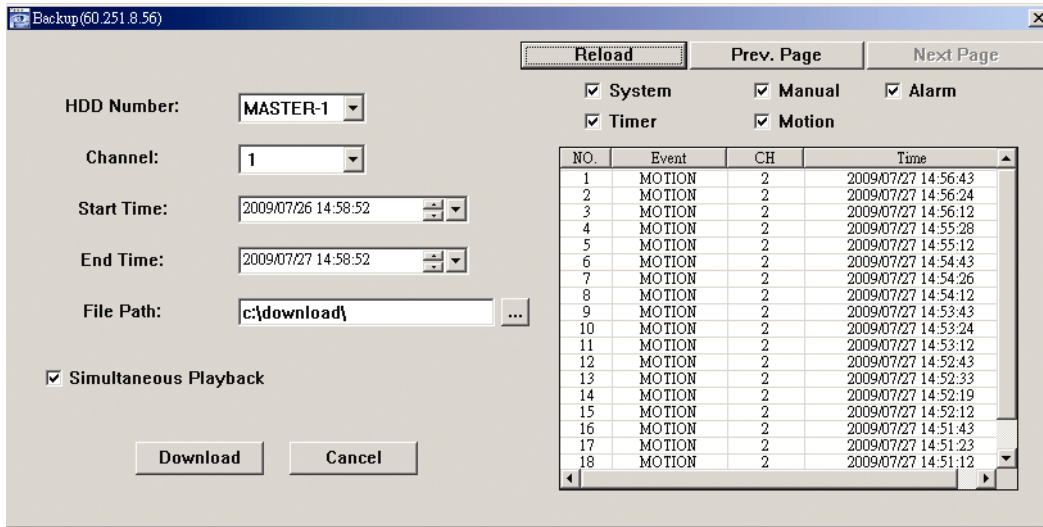 Backup(60.251.8.56)
Reload Prev. Page Next Page
System Manual Alarm
Timer Motion
HDD Number: MASTER-1
Channel: 1
Start Time: 2009/07/26 14:58:52
End Time: 2009/07/27 14:58:52
File Path: c:\download\ ...
Simultaneous Playback
Download Cancel
NO. Event CH Time
1 MOTION 2 2009/07/27 14:56:43
2 MOTION 2 2009/07/27 14:56:24
3 MOTION 2 2009/07/27 14:56:12
4 MOTION 2 2009/07/27 14:55:28
5 MOTION 2 2009/07/27 14:55:12
6 MOTION 2 2009/07/27 14:54:43
7 MOTION 2 2009/07/27 14:54:26
8 MOTION 2 2009/07/27 14:54:12
9 MOTION 2 2009/07/27 14:53:43
10 MOTION 2 2009/07/27 14:53:24
11 MOTION 2 2009/07/27 14:53:12
12 MOTION 2 2009/07/27 14:52:43
13 MOTION 2 2009/07/27 14:52:33
14 MOTION 2 2009/07/27 14:52:19
15 MOTION 2 2009/07/27 14:52:12
16 MOTION 2 2009/07/27 14:51:43
17 MOTION 2 2009/07/27 14:51:23
18 MOTION 2 2009/07/27 14:51:12